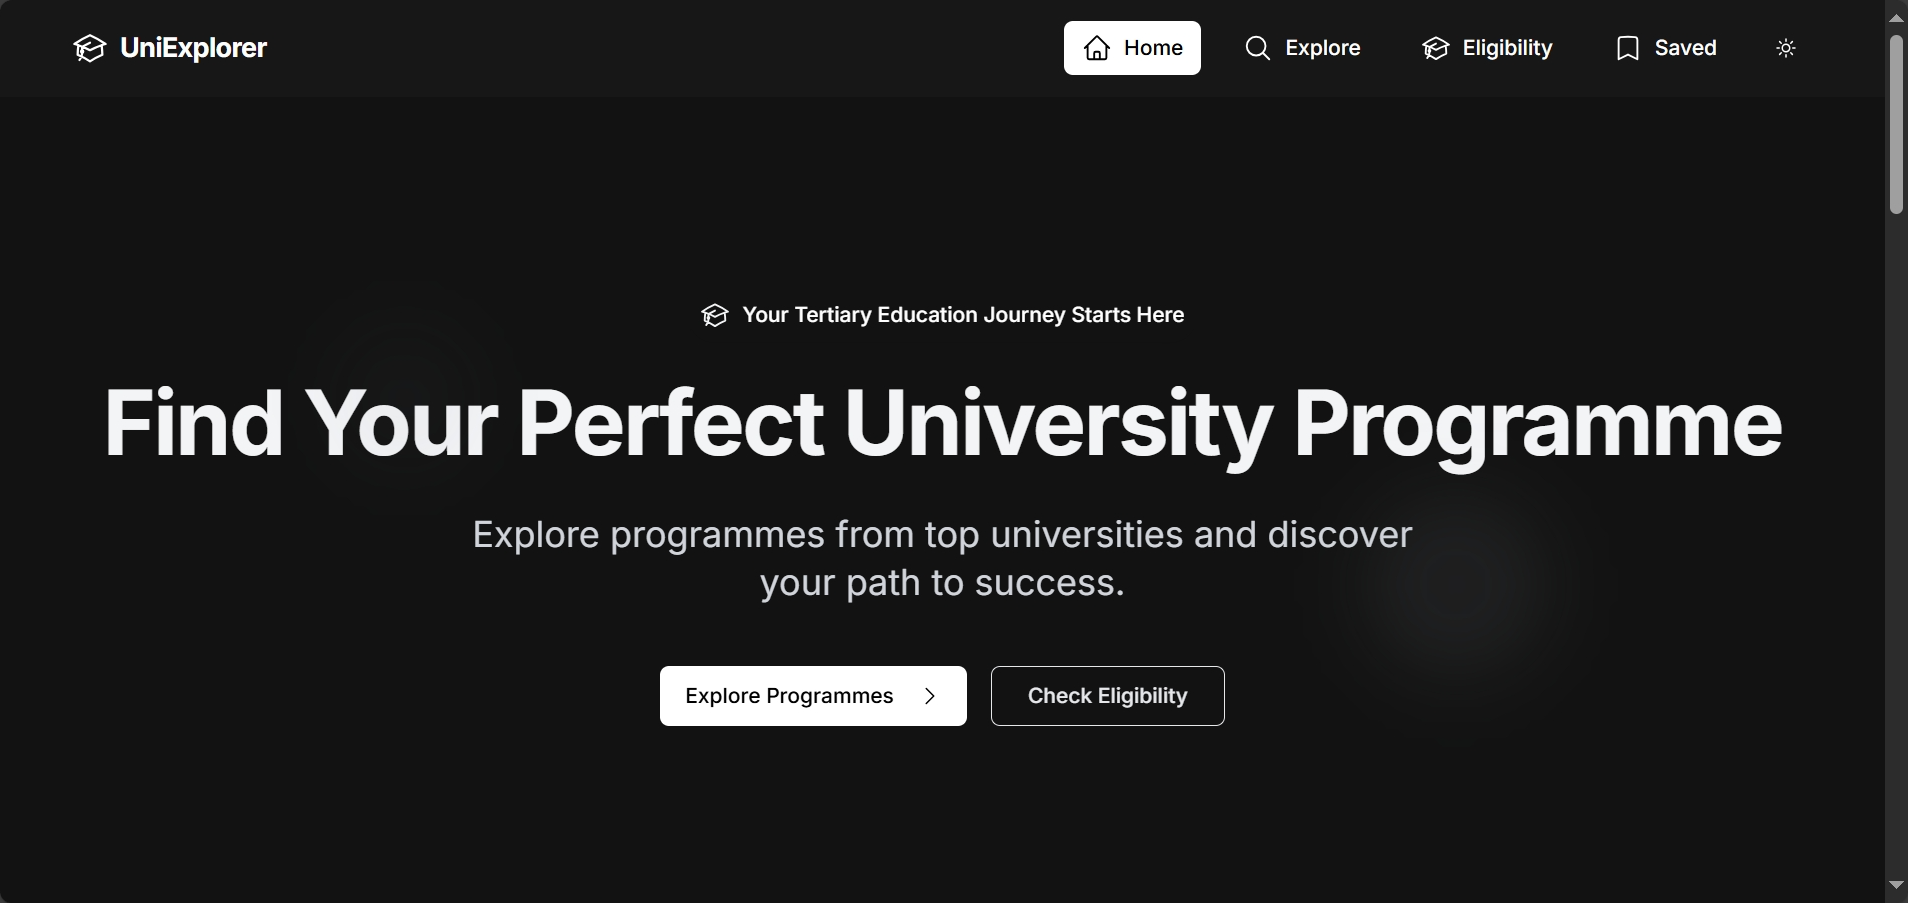 UniExplorer
Home
Explore
Eligibility
Saved
Your Tertiary Education Journey Starts Here
Find Your Perfect University Programme
Explore programmes from top universities and discover
your path to success.
Explore Programmes
Check Eligibility